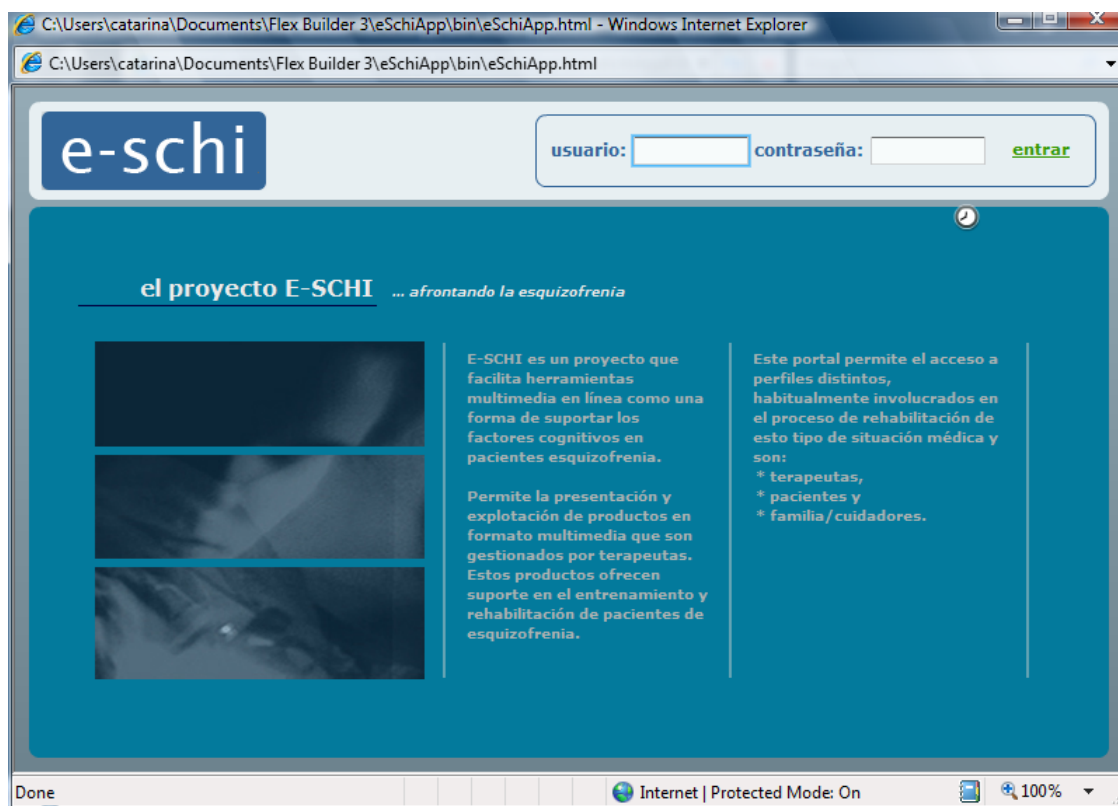 C:\Users\catarina\Documents\Flex Builder 3\eSchiApp\bin\eSchiApp.html - Windows Internet Explorer
C:\Users\catarina\Documents\Flex Builder 3\eSchiApp\bin\eSchiApp.html
e-schi
usuario: contraseña: entrar
el proyecto E-SCHI ... afrontando la esquizofrenia
E-SCHI es un proyecto que
facilita herramientas
multimedia en línea como una
forma de suportar los
factores cognitivos en
pacientes esquizofrenia.
Permite la presentación y
explotación de productos en
formato multimedia que son
gestionados por terapeutas.
Estos productos ofrecen
suporte en el entrenamiento y
rehabilitación de pacientes de
esquizofrenia.
Este portal permite el acceso a
perfiles distintos,
habitualmente involucrados en
el proceso de rehabilitación de
esto tipo de situación médica y
son:
* terapeutas,
* pacientes y
* familia/cuidadores.
Done Internet | Protected Mode: On 100%